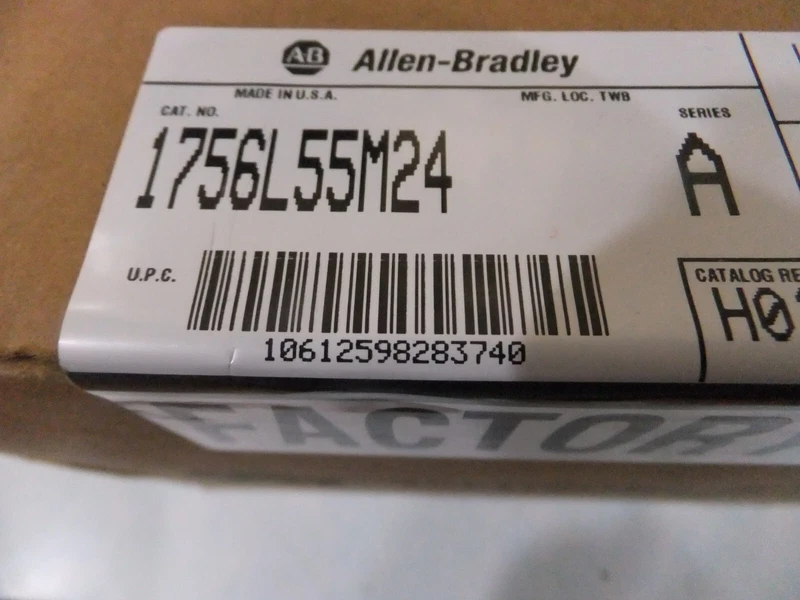 AB Allen-Bradley
MADE IN U.S.A.
MFG. LOC. TWB
CAT. NO.
SERIES
1756L55M24
A
U.P.C.
10612598283740
CATALOG RE
H0
FACTOR